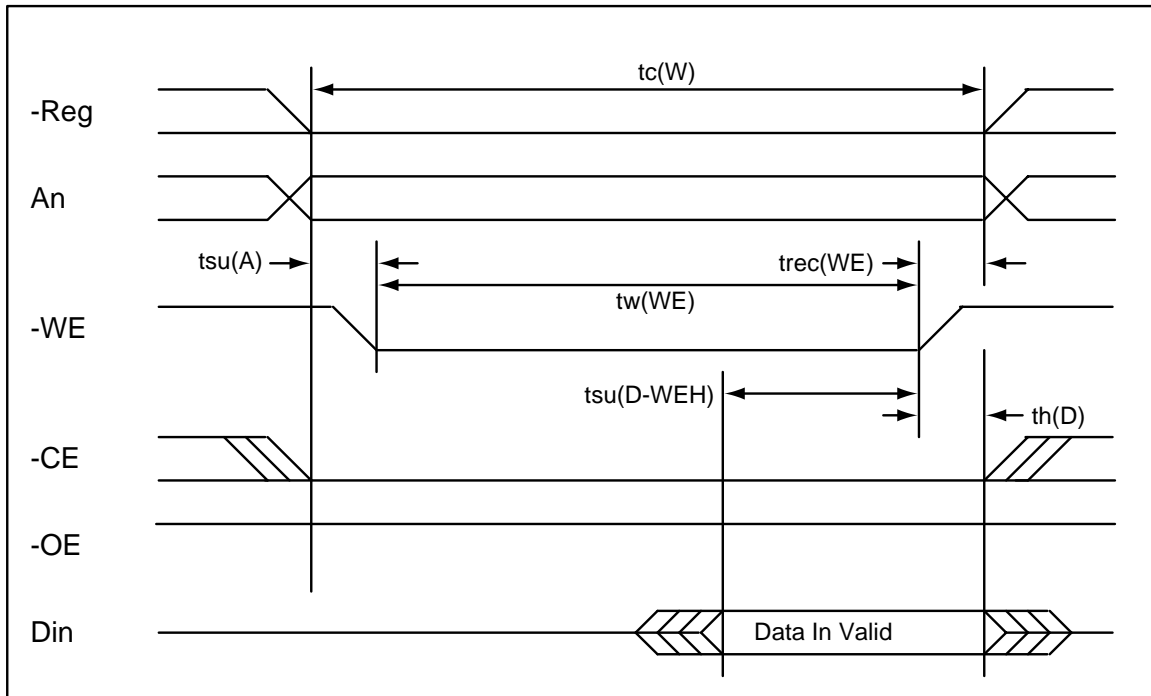 tc(W)
-Reg
An
tsu(A)
trec(WE)
tw(WE)
-WE
tsu(D-WEH)
th(D)
-CE
-OE
Din
Data In Valid